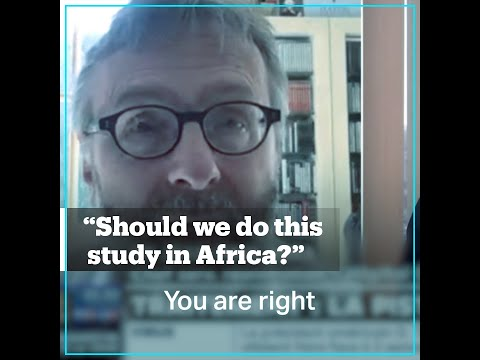 “Should we do this
study in Africa?”
You are right